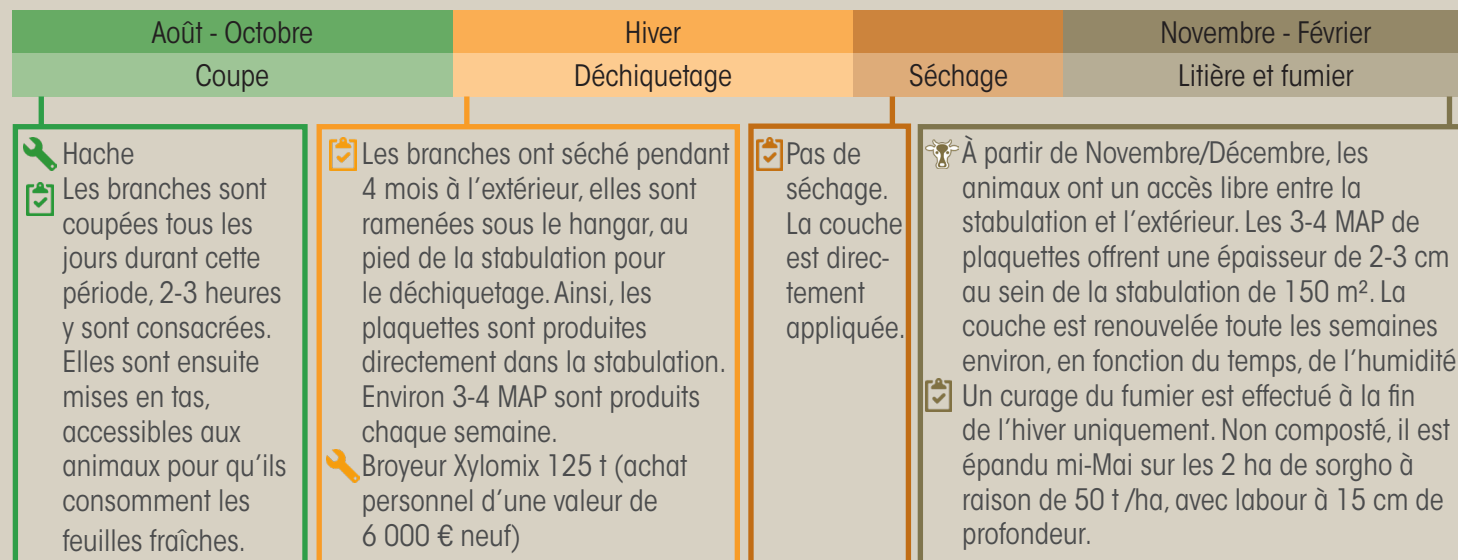 Août - Octobre
Hiver
Novembre - Février
Coupe
Déchiquetage
Séchage
Litière et fumier
Hache
Les branches sont
coupées tous les
jours durant cette
période, 2-3 heures
y sont consacrées.
Elles sont ensuite
mises en tas,
accessibles aux
animaux pour qu'ils
consomment les
feuilles fraîches.
Les branches ont séché pendant
4 mois à l'extérieur, elles sont
ramenées sous le hangar, au
pied de la stabulation pour
le déchiquetage. Ainsi, les
plaquettes sont produites
directement dans la stabulation.
Environ 3-4 MAP sont produits
chaque semaine.
Broyeur Xylomix 125 t (achat
personnel d'une valeur de
6 000 € neuf)
Pas de
séchage.
La couche
est direc-
tement
appliquée.
À partir de Novembre/Décembre, les
animaux ont un accès libre entre la
stabulation et l'extérieur. Les 3-4 MAP de
plaquettes offrent une épaisseur de 2-3 cm
au sein de la stabulation de 150 m². La
couche est renouvelée toute les semaines
environ, en fonction du temps, de l'humidité
Un curage du fumier est effectué à la fin
de l'hiver uniquement. Non composté, il est
épandu mi-Mai sur les 2 ha de sorgho à
raison de 50 t /ha, avec labour à 15 cm de
profondeur.